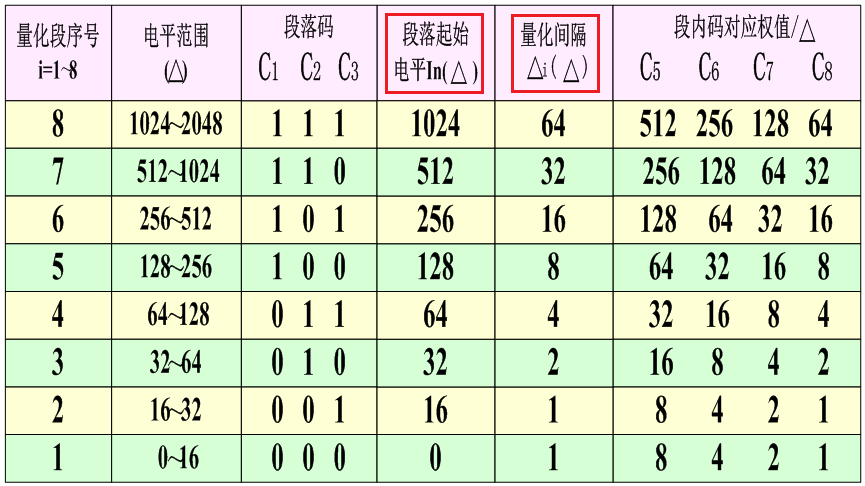 量化段序号 电平范围 段落码 段落起始 量化间隔 段内码对应权值/△
i=1~8 (△) C1 C2 C3 电平In(△) △i(△) C5 C6 C7 C8
8 1024~2048 1 1 1 1024 64 512 256 128 64
7 512~1024 1 1 0 512 32 256 128 64 32
6 256~512 1 0 1 256 16 128 64 32 16
5 128~256 1 0 0 128 8 64 32 16 8
4 64~128 0 1 1 64 4 32 16 8 4
3 32~64 0 1 0 32 2 16 8 4 2
2 16~32 0 0 1 16 1 8 4 2 1
1 0~16 0 0 0 0 1 8 4 2 1